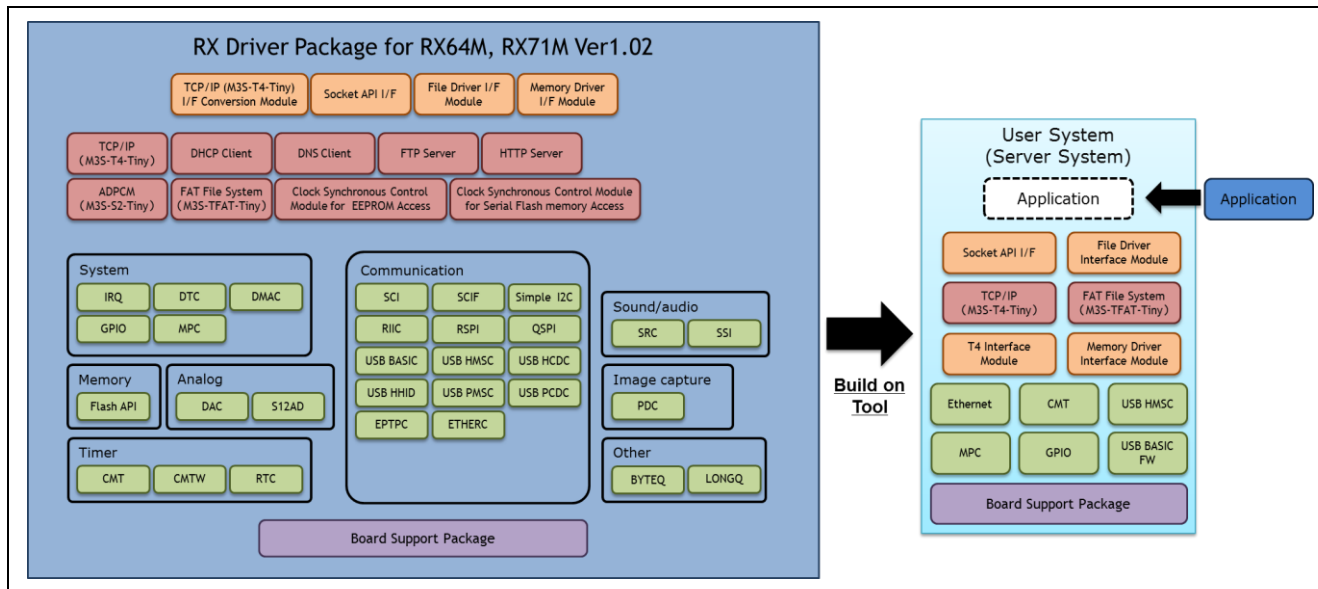 RX Driver Package for RX64M, RX71M Ver1.02
TCP/IP (M3S-T4-Tiny)
I/F Conversion Module
Socket API I/F
File Driver I/F
Module
Memory Driver
I/F Module
TCP/IP
(M3S-T4-Tiny)
DHCP Client
DNS Client
FTP Server
HTTP Server
ADPCM
(M3S-S2-Tiny)
FAT File System
(M3S-TFAT-Tiny)
Clock Synchronous Control
Module for EEPROM Access
Clock Synchronous Control Module
for Serial Flash memory Access
System
IRQ
DTC
DMAC
GPIO
MPC
Memory
Flash API
Analog
DAC
S12AD
Timer
CMT
CMTW
RTC
Communication
SCI
SCIF
Simple I2C
RIIC
RSPI
QSPI
USB BASIC
USB HMSC
USB HCDC
USB HHID
USB PMSC
USB PCDC
EPTPC
ETHERC
Sound/audio
SRC
SSI
Image capture
PDC
Other
BYTEQ
LONGQ
Board Support Package
Build on
Tool
User System
(Server System)
Application
Application
Socket API I/F
File Driver
Interface Module
TCP/IP
(M3S-T4-Tiny)
FAT File System
(M3S-TFAT-Tiny)
T4 Interface
Module
Memory Driver
Interface Module
Ethernet
CMT
USB HMSC
MPC
GPIO
USB BASIC
FW
Board Support Package